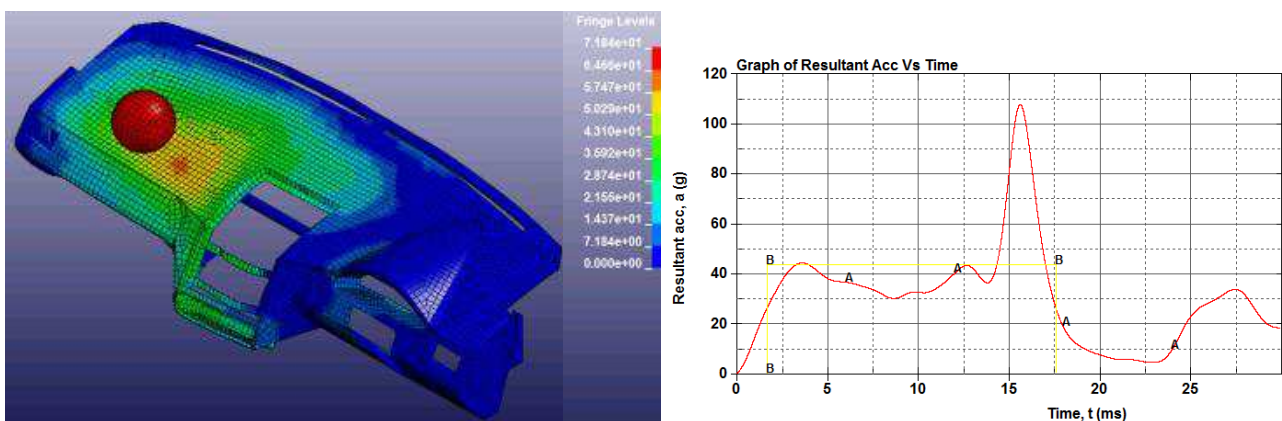 Fringe Levels
7.184e+01
6.466e+01
5.747e+01
5.029e+01
4.310e+01
3.592e+01
2.874e+01
2.155e+01
1.437e+01
7.184e+00
0.000e+00
Graph of Resultant Acc Vs Time
120
100
80
60
40
20
0
Resultant acc, a (g)
B
B
B
A
A
A
A
0
5
10
15
20
25
Time, t (ms)